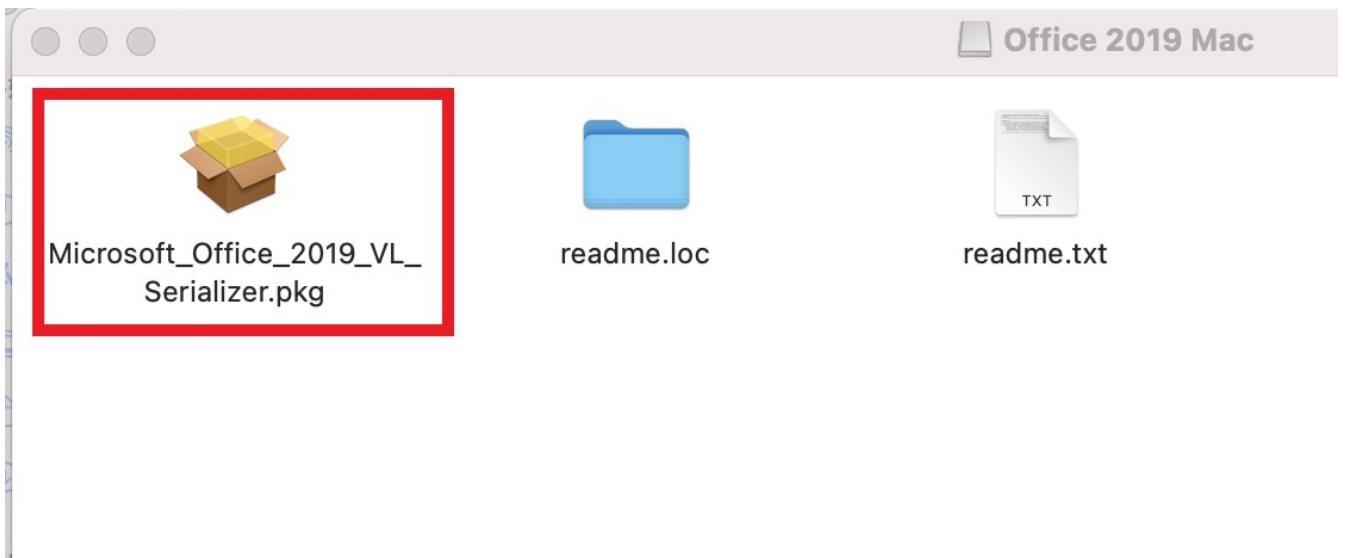 Office 2019 Mac
Microsoft_Office_2019_VL_
Serializer.pkg
readme.loc
TXT
readme.txt